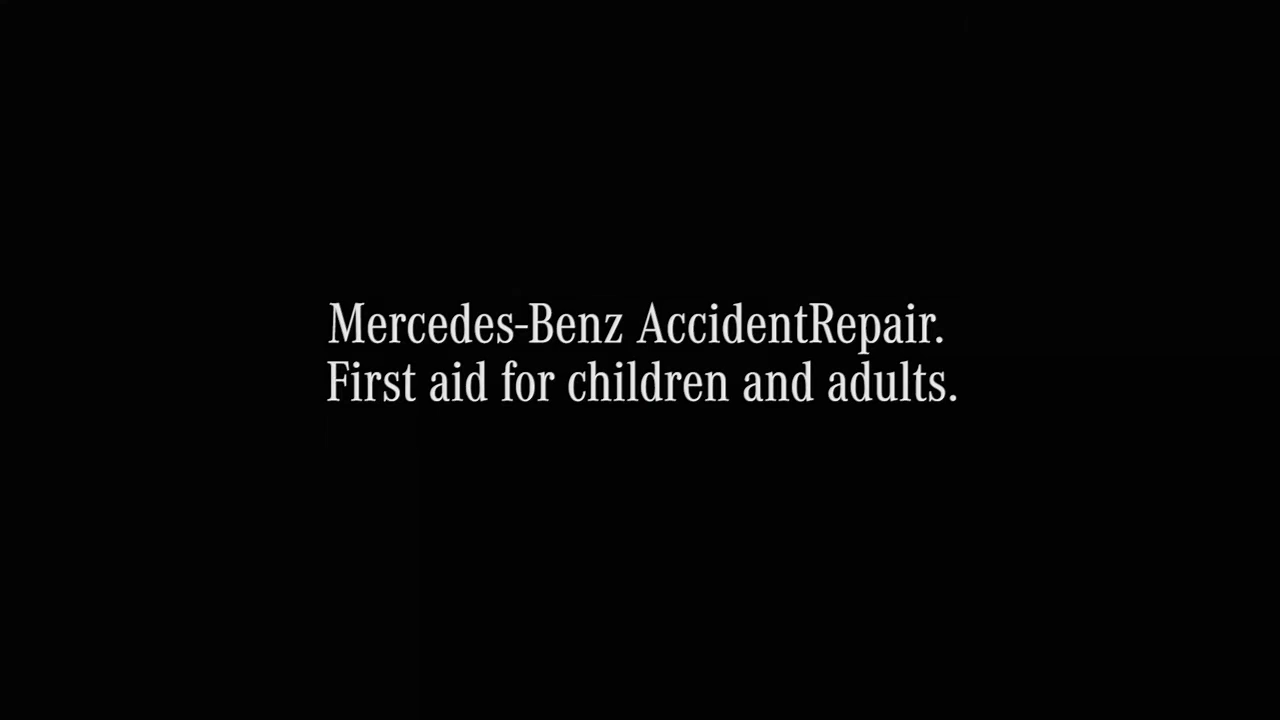 Mercedes-Benz AccidentRepair.
First aid for children and adults.